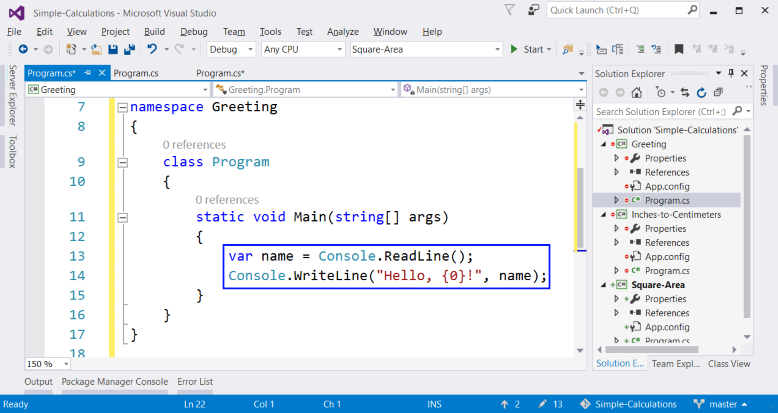 Simple-Calculations - Microsoft Visual Studio
Quick Launch (Ctrl+Q)
File Edit View Project Build Debug Team Tools Test Analyze Window Help
Debug Any CPU Square-Area Start
Server Explorer
Toolbox
Program.cs* Program.cs Program.cs*
Greeting Greeting.Program Main(string[] args)
7 namespace Greeting
8 {
0 references
9 class Program
10 {
0 references
11 static void Main(string[] args)
12 {
13 var name = Console.ReadLine();
14 Console.WriteLine("Hello, {0}!", name);
15 }
16 }
17 }
18
150 %
Solution Explorer
Search Solution Explorer (Ctrl+;)
Solution 'Simple-Calculations'
Greeting
Properties
References
App.config
Program.cs
Inches-to-Centimeters
Properties
References
App.config
Program.cs
Square-Area
Properties
References
App.config
Program.cs
Solution E... Team Expl... Class View
Properties
Output Package Manager Console Error List
Ready Ln 22 Col 1 Ch 1 INS 2 13 Simple-Calculations master